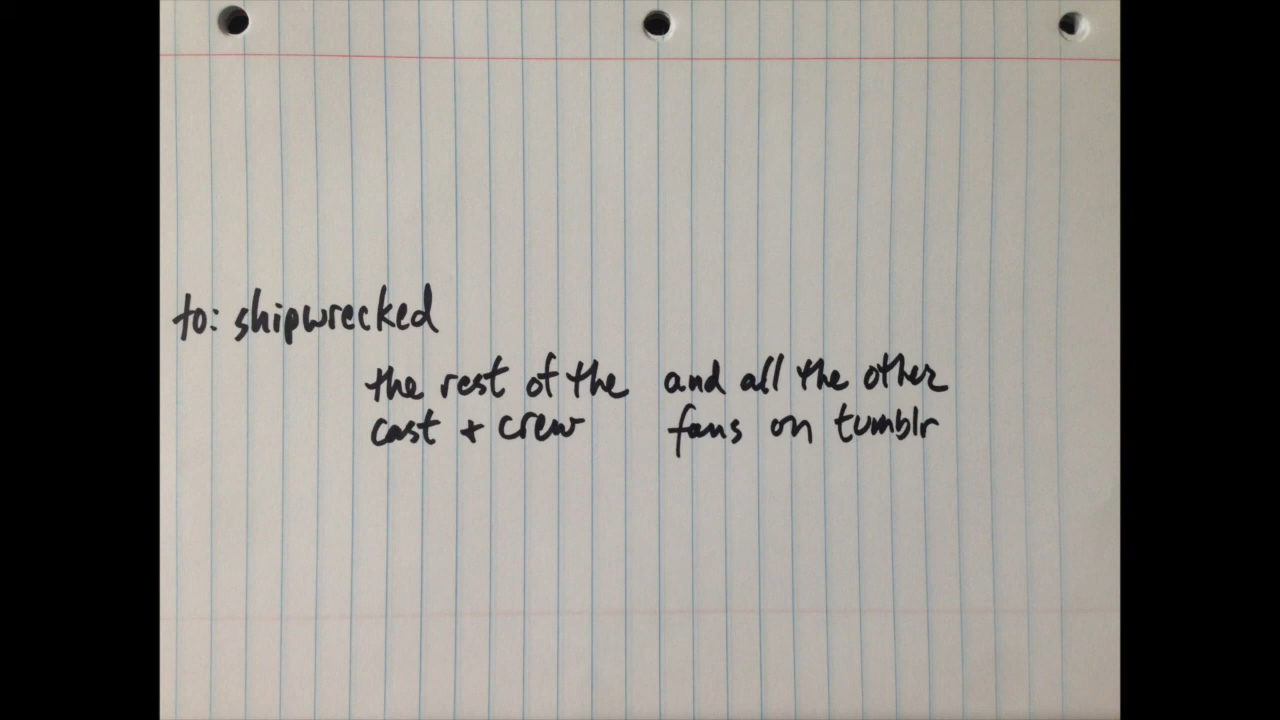 to: shipwrecked
the rest of the
cast + crew
and all the other
fans on tumblr